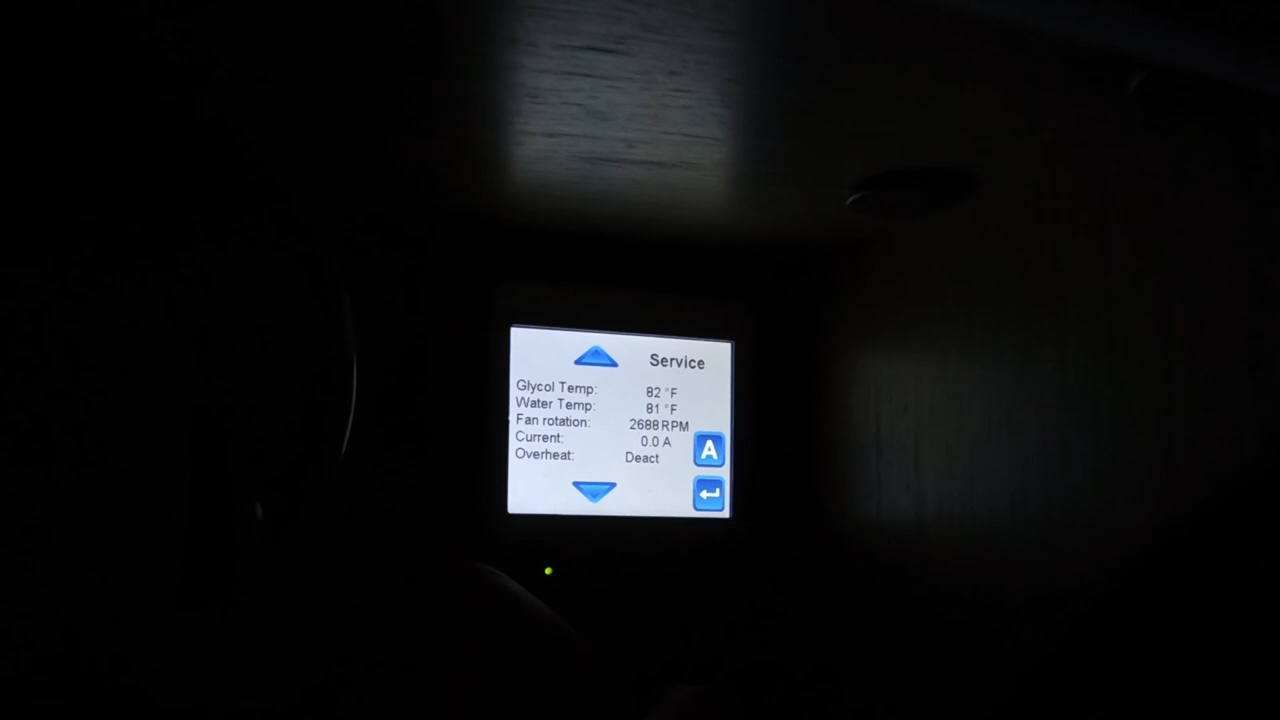 Service
Glycol Temp: 82 °F
Water Temp: 81 °F
Fan rotation: 2688 RPM
Current: 0.0 A
Overheat: Deact
A